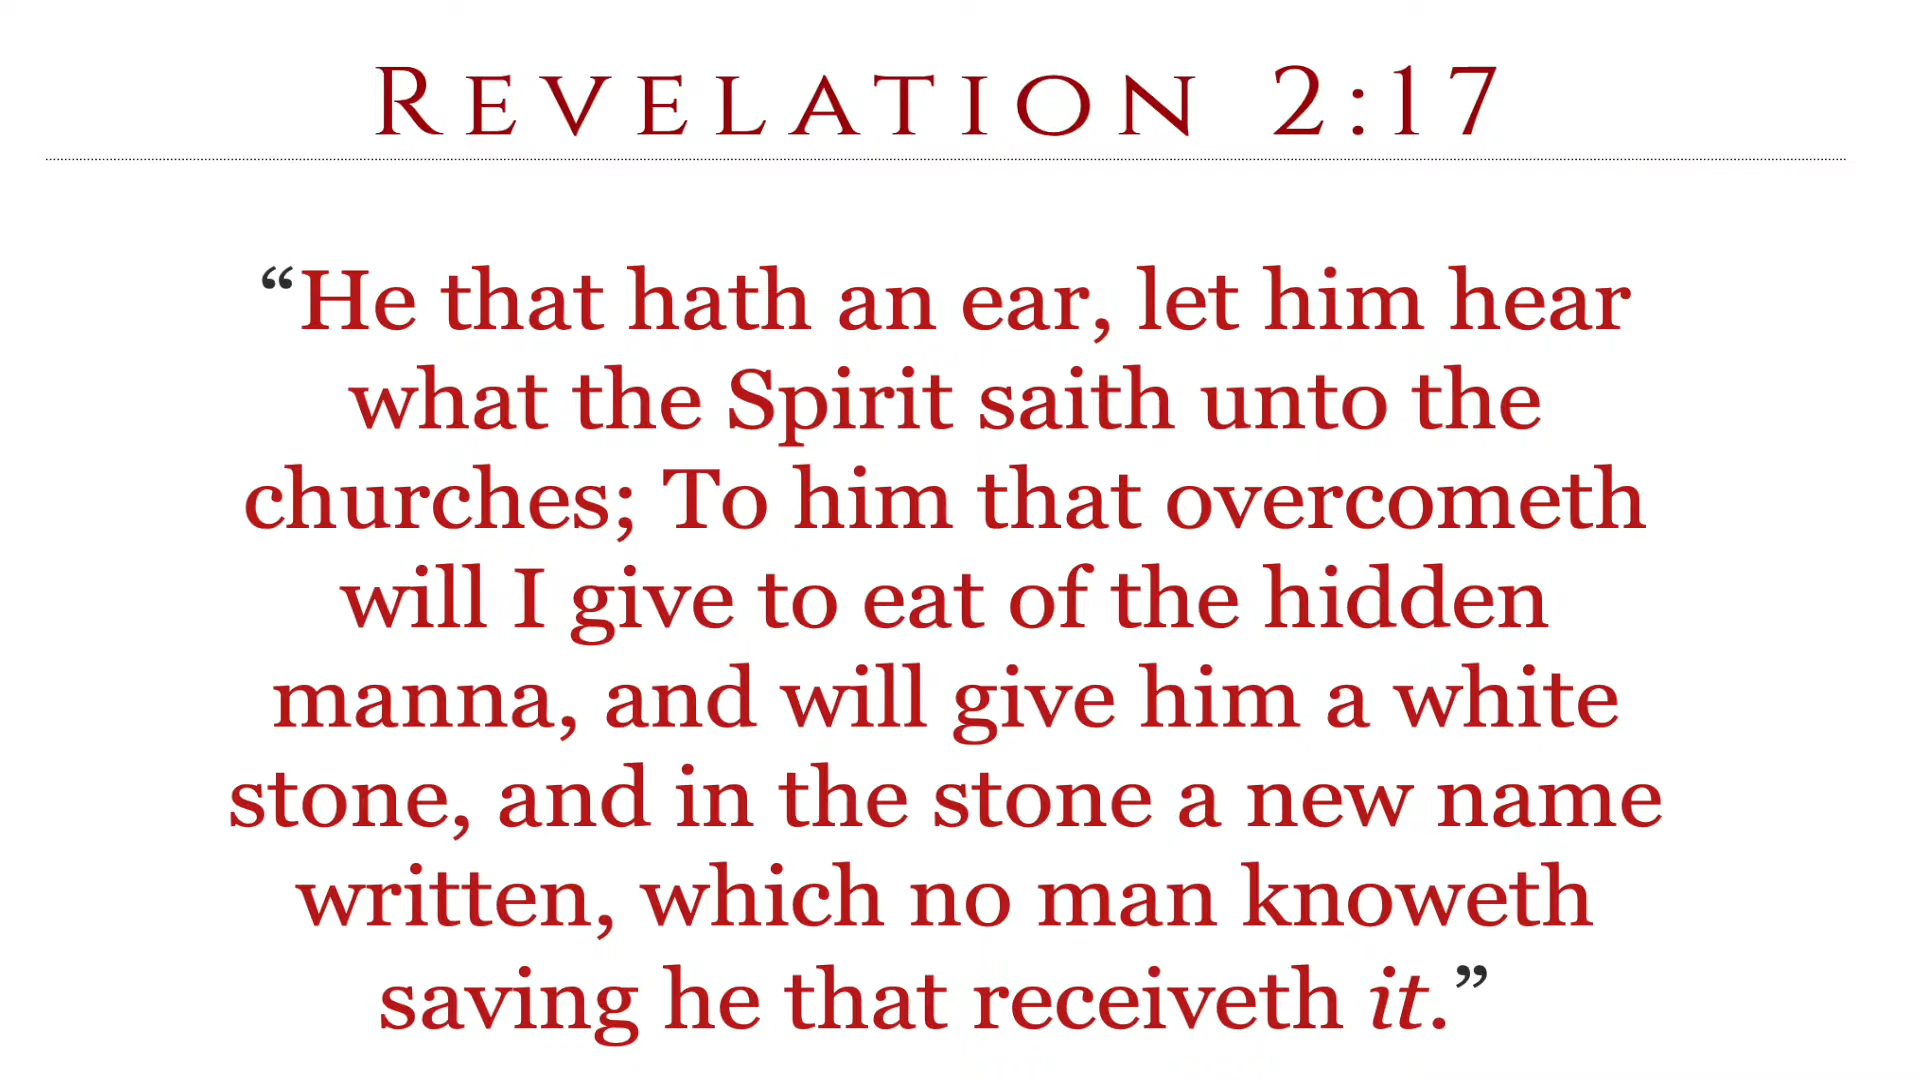 Revelation 2:17
“He that hath an ear, let him hear
what the Spirit saith unto the
churches; To him that overcometh
will I give to eat of the hidden
manna, and will give him a white
stone, and in the stone a new name
written, which no man knoweth
saving he that receiveth it.”